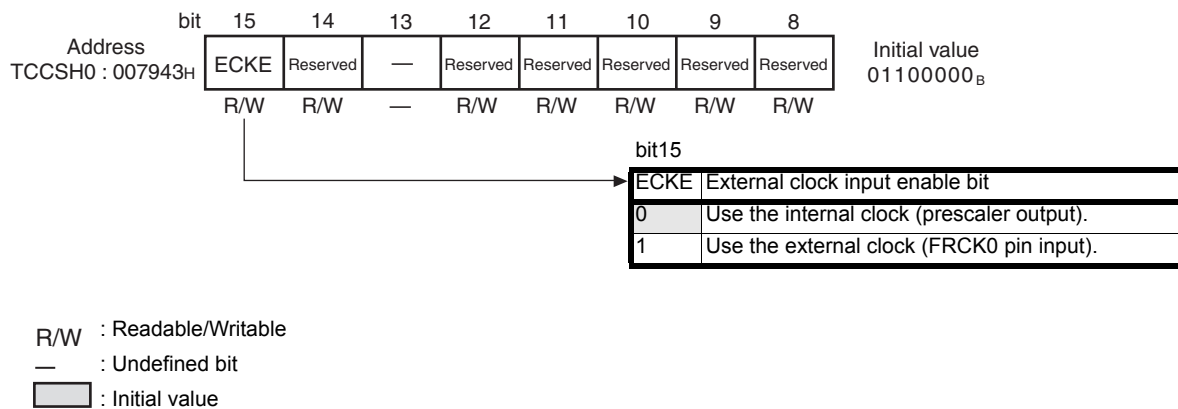 bit 15 14 13 12 11 10 9 8
Address
TCCSH0 : 007943H
ECKE Reserved — Reserved Reserved Reserved Reserved Reserved
Initial value
01100000B
R/W R/W — R/W R/W R/W R/W R/W
bit15
ECKE External clock input enable bit
0 Use the internal clock (prescaler output).
1 Use the external clock (FRCK0 pin input).
R/W : Readable/Writable
— : Undefined bit
: Initial value